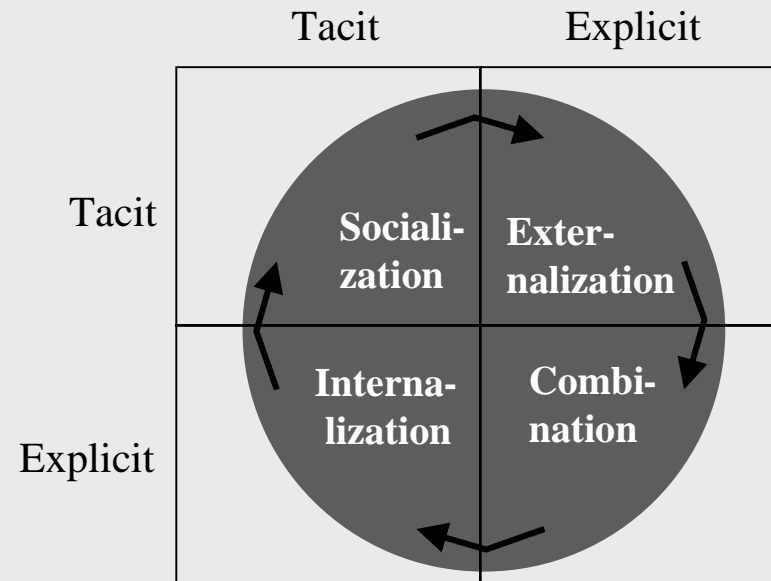 Tacit Explicit
Tacit
Sociali-
zation
Exter-
nalization
Explicit
Interna-
lization
Combi-
nation